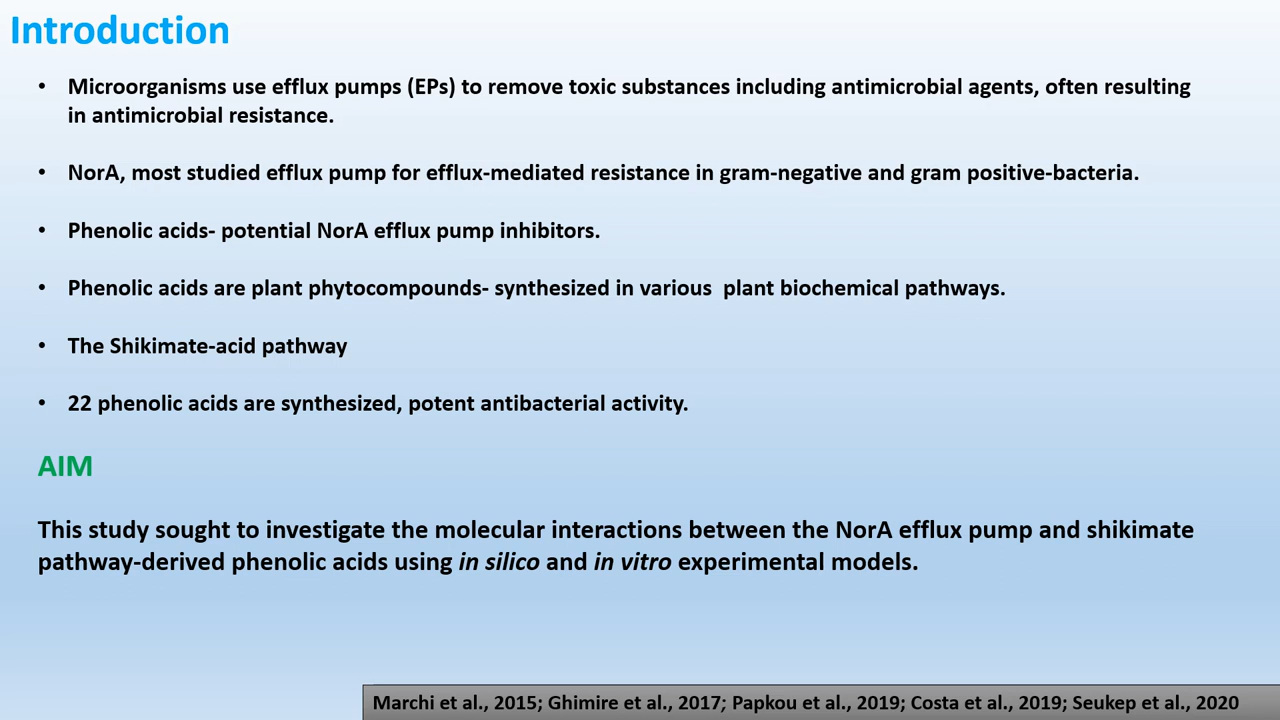 Introduction
• Microorganisms use efflux pumps (EPs) to remove toxic substances including antimicrobial agents, often resulting
in antimicrobial resistance.
• NorA, most studied efflux pump for efflux-mediated resistance in gram-negative and gram positive-bacteria.
• Phenolic acids- potential NorA efflux pump inhibitors.
• Phenolic acids are plant phytocompounds- synthesized in various  plant biochemical pathways.
• The Shikimate-acid pathway
• 22 phenolic acids are synthesized, potent antibacterial activity.
AIM
This study sought to investigate the molecular interactions between the NorA efflux pump and shikimate
pathway-derived phenolic acids using in silico and in vitro experimental models.
Marchi et al., 2015; Ghimire et al., 2017; Papkou et al., 2019; Costa et al., 2019; Seukep et al., 2020